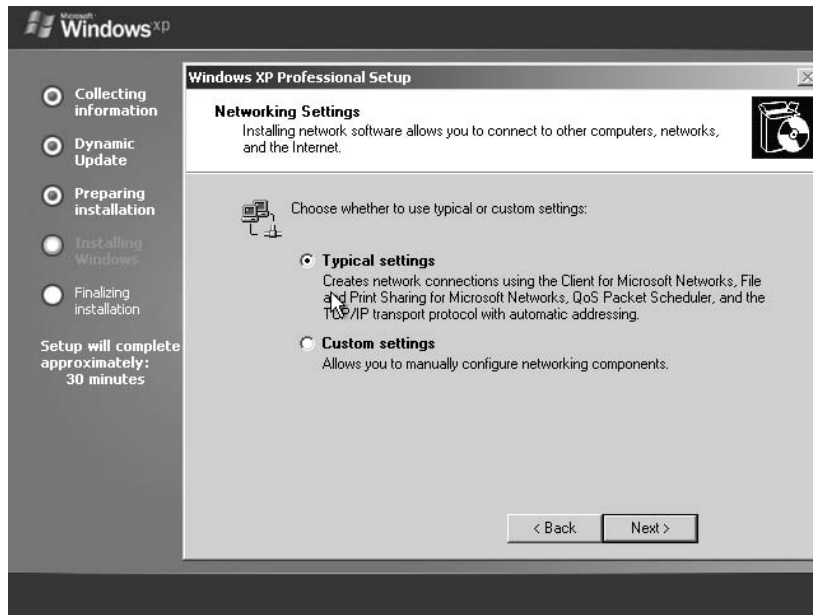 Microsoft
Windows xp
Collecting
information
Dynamic
Update
Preparing
installation
Installing
Windows
Finalizing
installation
Setup will complete
approximately:
30 minutes
Windows XP Professional Setup
Networking Settings
Installing network software allows you to connect to other computers, networks,
and the Internet.
Choose whether to use typical or custom settings:
Typical settings
Creates network connections using the Client for Microsoft Networks, File
and Print Sharing for Microsoft Networks, QoS Packet Scheduler, and the
TCP/IP transport protocol with automatic addressing.
Custom settings
Allows you to manually configure networking components.
< Back
Next >